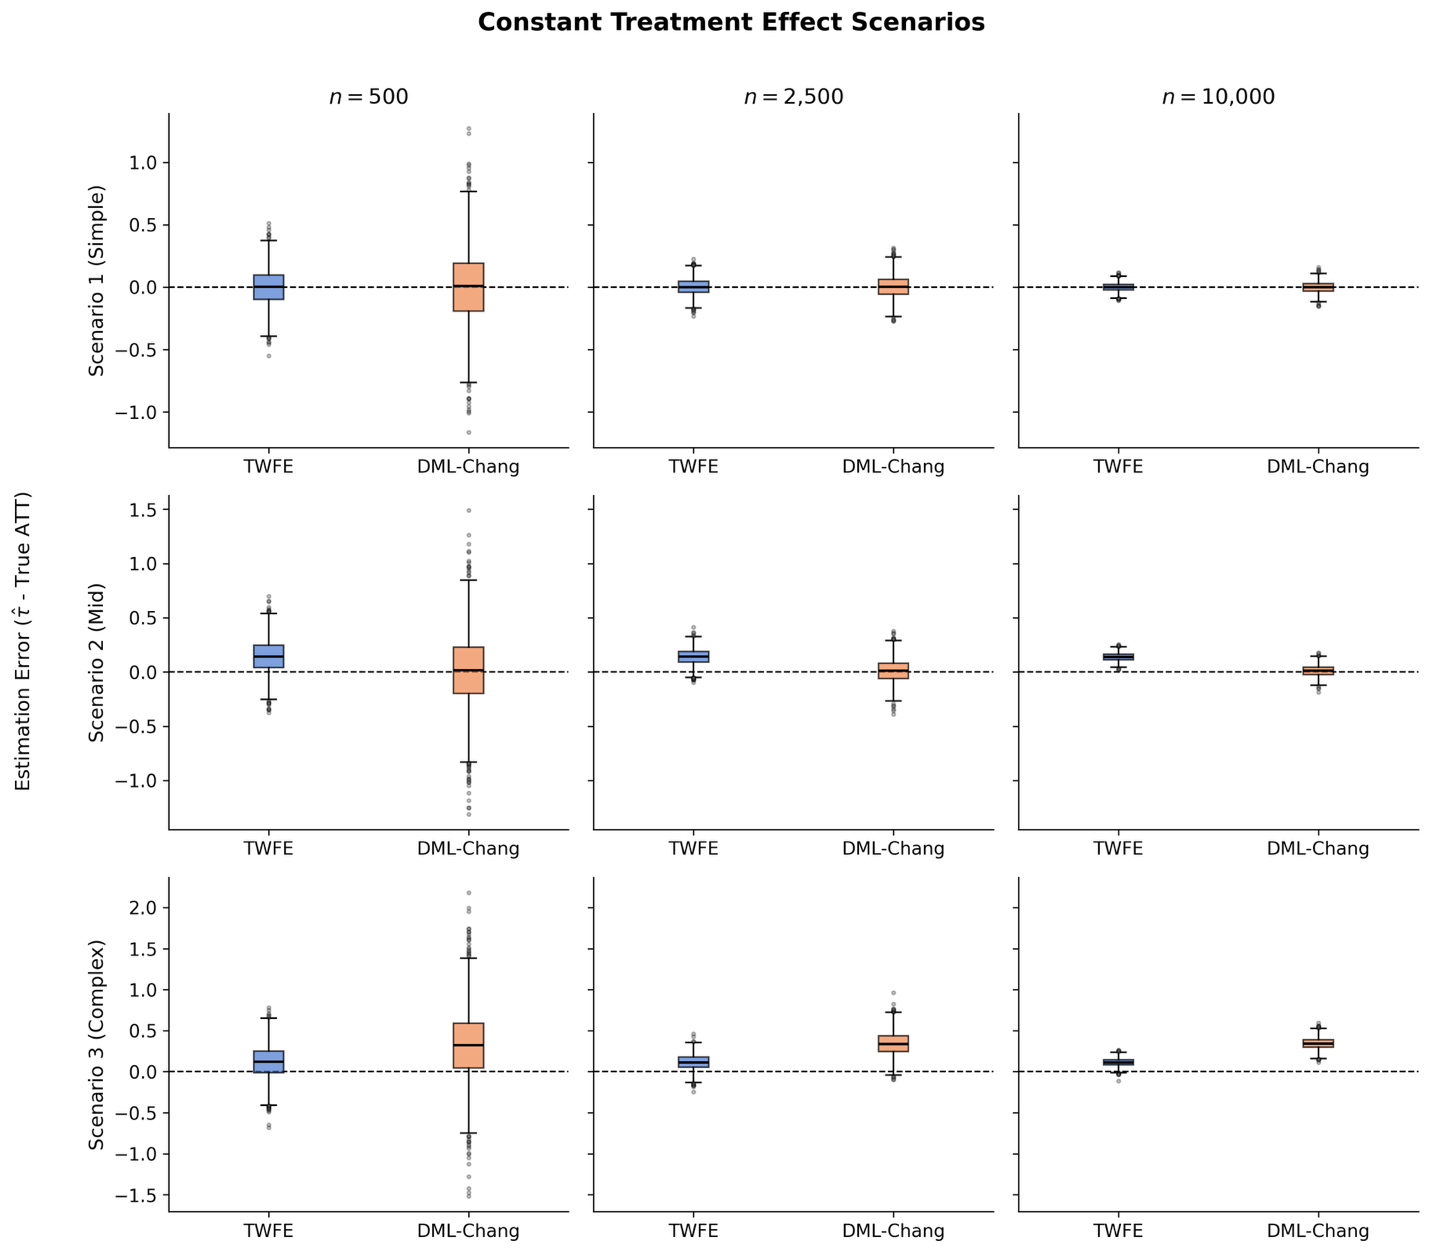 Constant Treatment Effect Scenarios
n = 500
n = 2,500
n = 10,000
Estimation Error (τ̂ - True ATT)
Scenario 1 (Simple)
1.0
0.5
0.0
−0.5
−1.0
TWFE
DML-Chang
TWFE
DML-Chang
TWFE
DML-Chang
Scenario 2 (Mid)
1.5
1.0
0.5
0.0
−0.5
−1.0
TWFE
DML-Chang
TWFE
DML-Chang
TWFE
DML-Chang
Scenario 3 (Complex)
2.0
1.5
1.0
0.5
0.0
−0.5
−1.0
−1.5
TWFE
DML-Chang
TWFE
DML-Chang
TWFE
DML-Chang